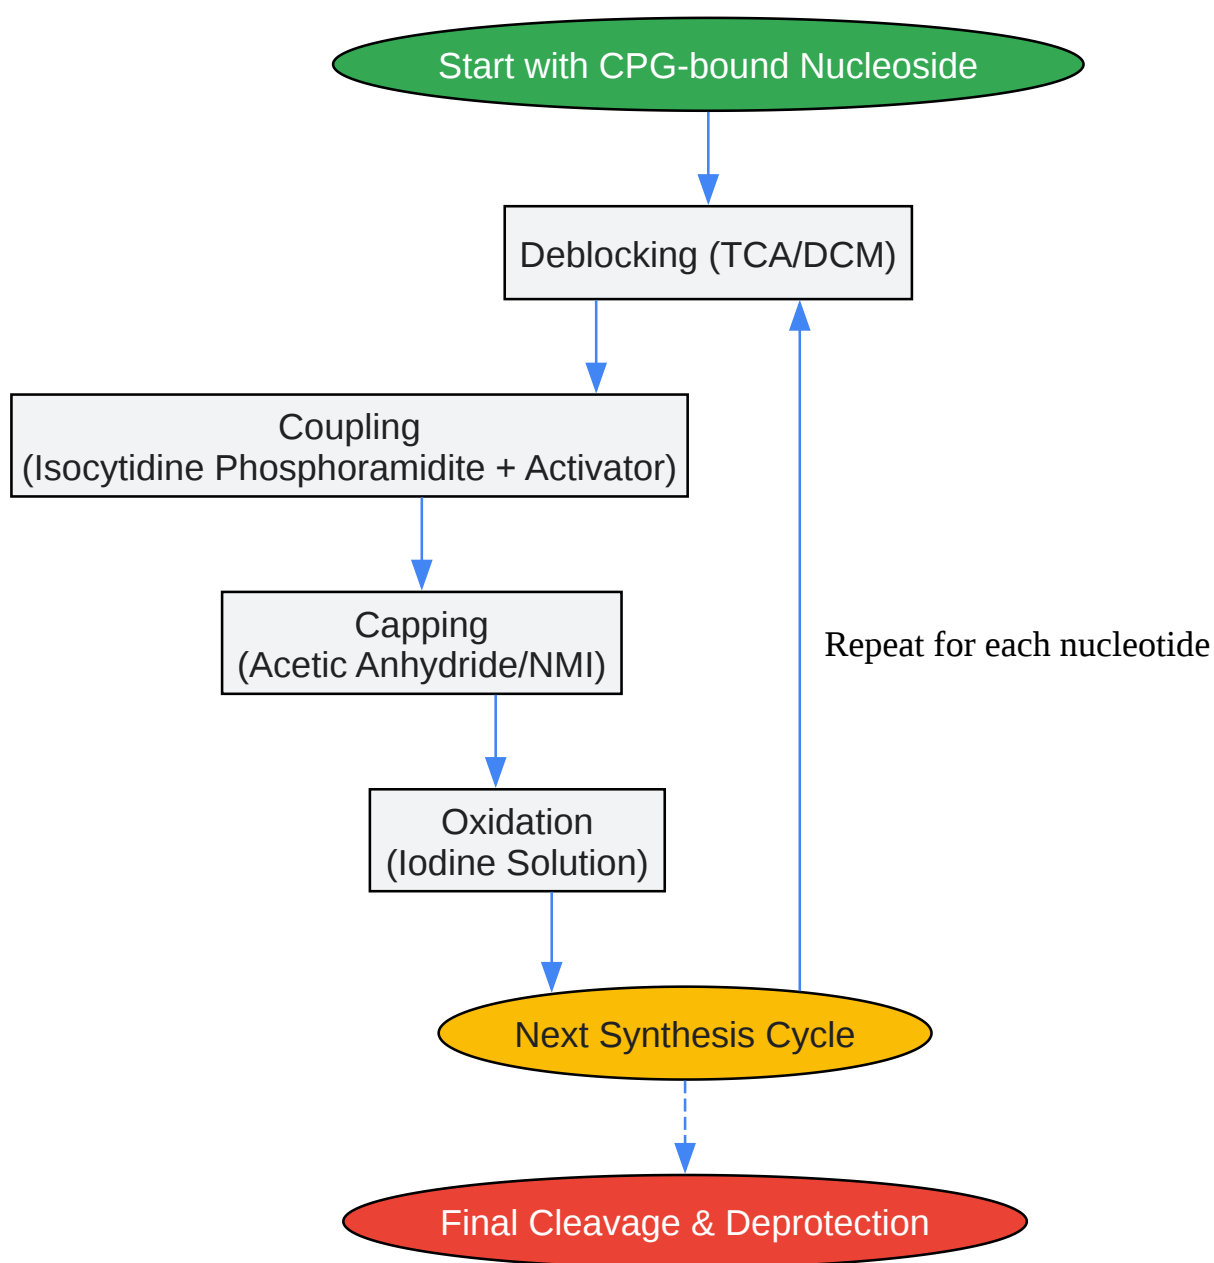 Start with CPG-bound Nucleoside
Deblocking (TCA/DCM)
Coupling
(Isocytidine Phosphoramidite + Activator)
Capping
(Acetic Anhydride/NMI)
Repeat for each nucleotide
Oxidation
(Iodine Solution)
Next Synthesis Cycle
Final Cleavage & Deprotection